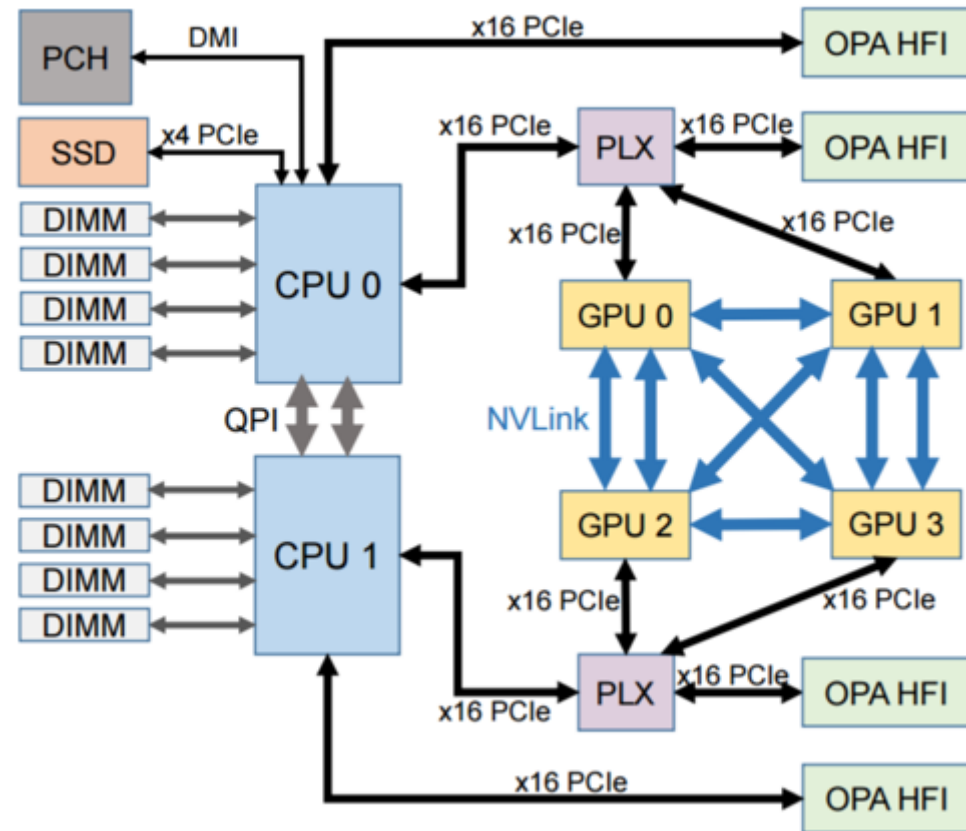 PCH
DMI
x16 PCIe
OPA HFI
SSD
x4 PCIe
x16 PCIe
PLX
x16 PCIe
OPA HFI
DIMM
DIMM
DIMM
DIMM
CPU 0
x16 PCIe
x16 PCIe
GPU 0
GPU 1
QPI
NVLink
DIMM
DIMM
DIMM
DIMM
CPU 1
GPU 2
GPU 3
x16 PCIe
x16 PCIe
x16 PCIe
PLX
x16 PCIe
OPA HFI
x16 PCIe
OPA HFI